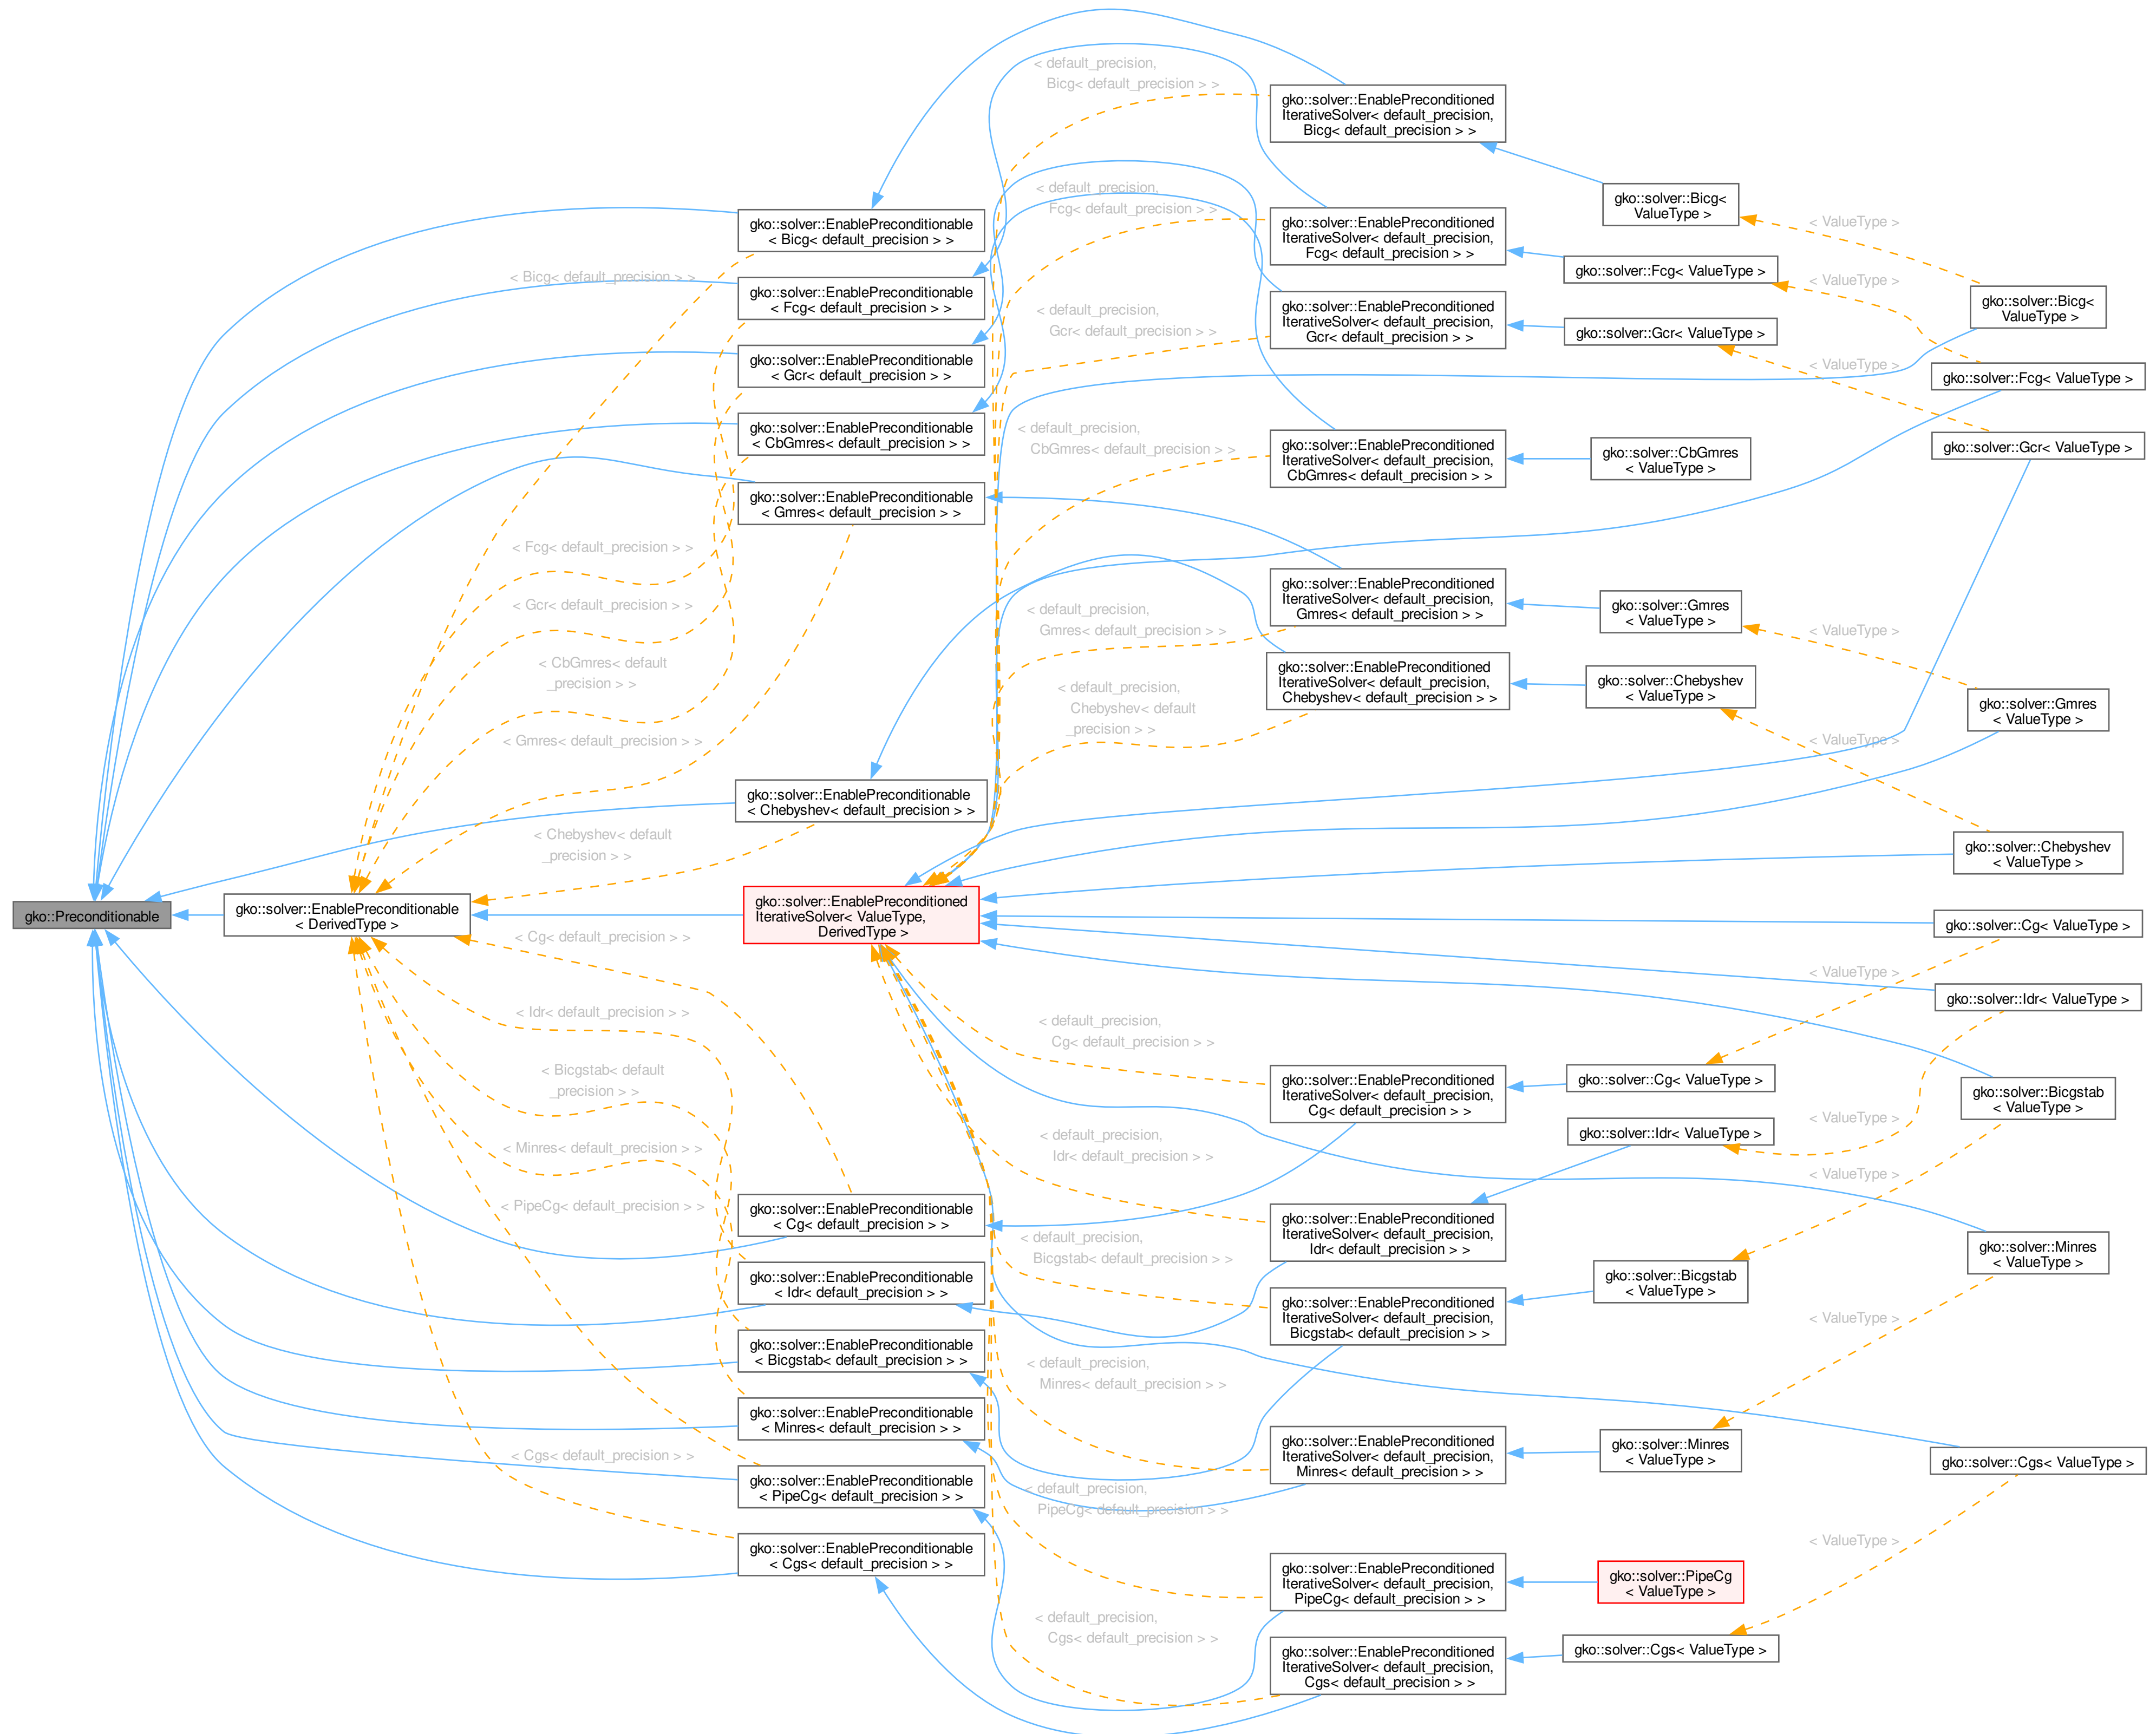 gko::Preconditionable
gko::solver::EnablePreconditionable
< DerivedType >
gko::solver::EnablePreconditionable
< Bicg< default_precision > >
gko::solver::EnablePreconditionable
< Fcg< default_precision > >
gko::solver::EnablePreconditionable
< Gcr< default_precision > >
gko::solver::EnablePreconditionable
< CbGmres< default_precision > >
gko::solver::EnablePreconditionable
< Gmres< default_precision > >
gko::solver::EnablePreconditionable
< Chebyshev< default_precision > >
gko::solver::EnablePreconditioned
IterativeSolver< ValueType,
DerivedType >
gko::solver::EnablePreconditionable
< Cg< default_precision > >
gko::solver::EnablePreconditionable
< Idr< default_precision > >
gko::solver::EnablePreconditionable
< Bicgstab< default_precision > >
gko::solver::EnablePreconditionable
< Minres< default_precision > >
gko::solver::EnablePreconditionable
< PipeCg< default_precision > >
gko::solver::EnablePreconditionable
< Cgs< default_precision > >
< Bicg< default_precision > >
< Fcg< default_precision > >
< Gcr< default_precision > >
< CbGmres< default
_precision > >
< Gmres< default_precision > >
< Chebyshev< default
_precision > >
< Cg< default_precision > >
< Idr< default_precision > >
< Bicgstab< default
_precision > >
< Minres< default_precision > >
< PipeCg< default_precision > >
< Cgs< default_precision > >
< default_precision,
Bicg< default_precision > >
< default_precision,
Fcg< default_precision > >
< default_precision,
Gcr< default_precision > >
< default_precision,
CbGmres< default_precision > >
< default_precision,
Gmres< default_precision > >
< default_precision,
Chebyshev< default
_precision > >
< default_precision,
Cg< default_precision > >
< default_precision,
Idr< default_precision > >
< default_precision,
Bicgstab< default_precision > >
< default_precision,
Minres< default_precision > >
< default_precision,
PipeCg< default_precision > >
< default_precision,
Cgs< default_precision > >
gko::solver::EnablePreconditioned
IterativeSolver< default_precision,
Bicg< default_precision > >
gko::solver::EnablePreconditioned
IterativeSolver< default_precision,
Fcg< default_precision > >
gko::solver::EnablePreconditioned
IterativeSolver< default_precision,
Gcr< default_precision > >
gko::solver::EnablePreconditioned
IterativeSolver< default_precision,
CbGmres< default_precision > >
gko::solver::EnablePreconditioned
IterativeSolver< default_precision,
Gmres< default_precision > >
gko::solver::EnablePreconditioned
IterativeSolver< default_precision,
Chebyshev< default_precision > >
gko::solver::EnablePreconditioned
IterativeSolver< default_precision,
Cg< default_precision > >
gko::solver::EnablePreconditioned
IterativeSolver< default_precision,
Idr< default_precision > >
gko::solver::EnablePreconditioned
IterativeSolver< default_precision,
Bicgstab< default_precision > >
gko::solver::EnablePreconditioned
IterativeSolver< default_precision,
Minres< default_precision > >
gko::solver::EnablePreconditioned
IterativeSolver< default_precision,
PipeCg< default_precision > >
gko::solver::EnablePreconditioned
IterativeSolver< default_precision,
Cgs< default_precision > >
gko::solver::Bicg<
ValueType >
gko::solver::Fcg< ValueType >
gko::solver::Gcr< ValueType >
gko::solver::CbGmres
< ValueType >
gko::solver::Gmres
< ValueType >
gko::solver::Chebyshev
< ValueType >
gko::solver::Cg< ValueType >
gko::solver::Idr< ValueType >
gko::solver::Bicgstab
< ValueType >
gko::solver::Minres
< ValueType >
gko::solver::PipeCg
< ValueType >
gko::solver::Cgs< ValueType >
< ValueType >
< ValueType >
< ValueType >
< ValueType >
< ValueType >
< ValueType >
< ValueType >
< ValueType >
< ValueType >
< ValueType >
gko::solver::Bicg<
ValueType >
gko::solver::Fcg< ValueType >
gko::solver::Gcr< ValueType >
gko::solver::Gmres
< ValueType >
gko::solver::Chebyshev
< ValueType >
gko::solver::Cg< ValueType >
gko::solver::Idr< ValueType >
gko::solver::Bicgstab
< ValueType >
gko::solver::Minres
< ValueType >
gko::solver::Cgs< ValueType >